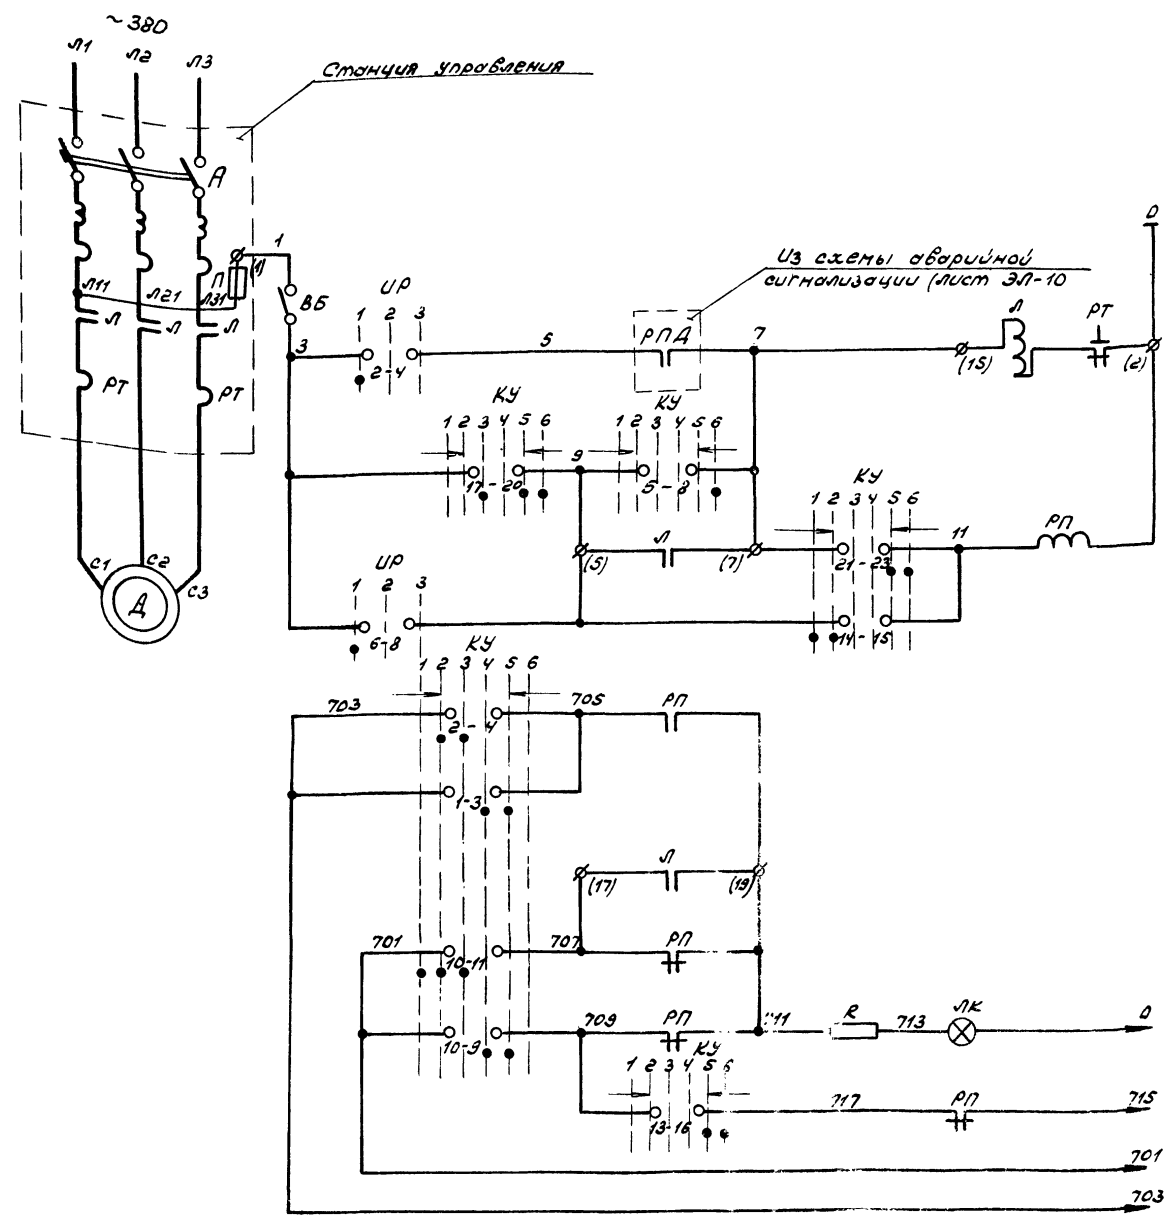 ~380
Л1 Л2 Л3
Станция управления
А
1
(1)
П
Л11 Л21 Л31
Л Л Л
ВБ
РТ РТ
С1 С2 С3
Д
Из схемы аварийной
сигнализации (лист ЭЛ-10
О
ИР
1 2 3
3
2-4
5
РПД
7
(15)
Л
РТ
(2)
КУ
1 2 3 4 5 6
17-20
9
КУ
1 2 3 4 5 6
5-8
(5)
Л
(7)
КУ
1 2 3 4 5 6
21-23
11
РП
14-15
ИР
1 2 3
6-8
КУ
1 2 3 4 5 6
703
2-4
705
РП
1-3
(17)
Л
(19)
701
10-11
707
РП
10-9
709
РП
R
713
ЛК
О
КУ
1 2 3 4 5 6
13-16
717
РП
715
701
703